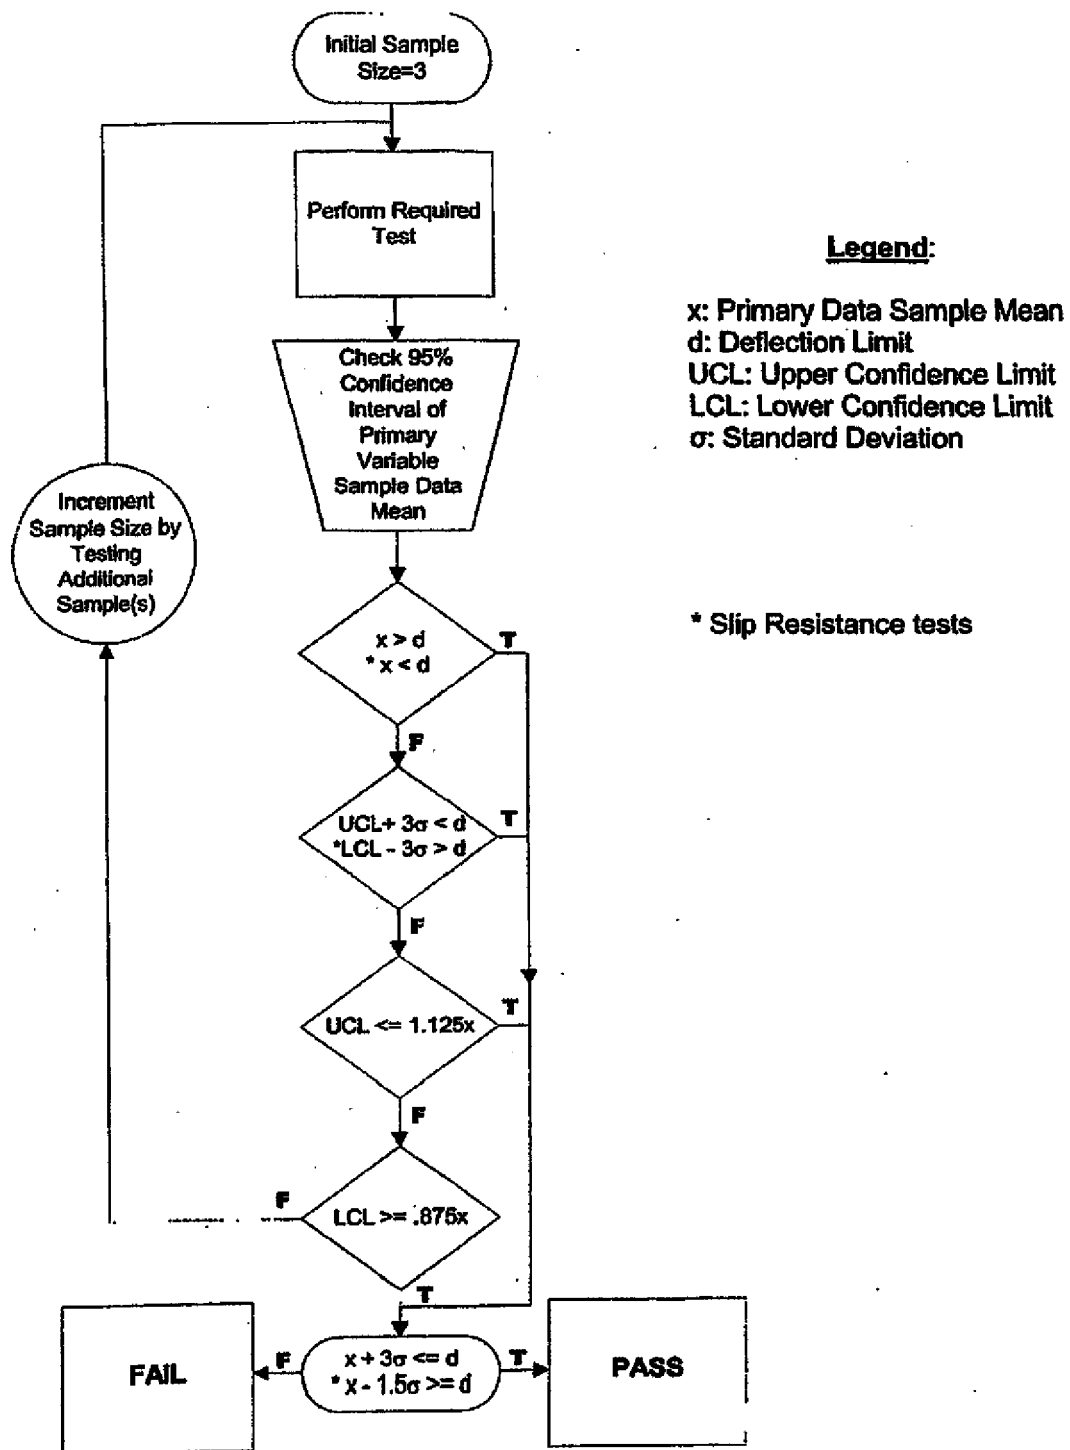 Initial Sample
Size=3
Perform Required
Test
Check 95%
Confidence
Interval of
Primary
Variable
Sample Data
Mean
Increment
Sample Size by
Testing
Additional
Sample(s)
x > d
* x < d
T
F
UCL+ 3σ < d
*LCL - 3σ > d
T
F
UCL <= 1.125x
T
F
LCL >= .875x
F
T
x + 3σ <= d
* x - 1.5σ >= d
F
T
FAIL
PASS
Legend:
x: Primary Data Sample Mean
d: Deflection Limit
UCL: Upper Confidence Limit
LCL: Lower Confidence Limit
σ: Standard Deviation
* Slip Resistance tests